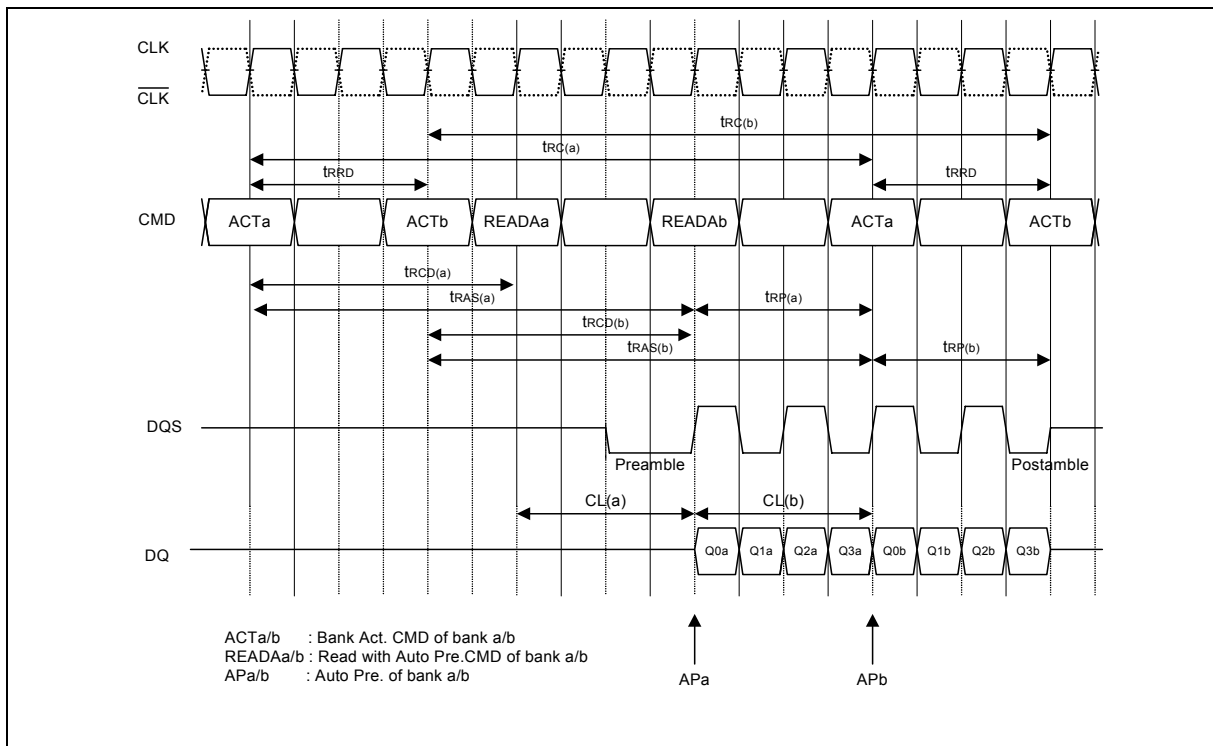 CLK
CLK
tRC(b)
tRC(a)
tRRD tRRD
CMD ACTa ACTb READAa READAb ACTa ACTb
tRCD(a)
tRAS(a) tRP(a)
tRCD(b)
tRAS(b) tRP(b)
DQS
Preamble Postamble
CL(a) CL(b)
DQ Q0a Q1a Q2a Q3a Q0b Q1b Q2b Q3b
ACTa/b : Bank Act. CMD of bank a/b
READAa/b : Read with Auto Pre.CMD of bank a/b
APa/b : Auto Pre. of bank a/b
APa APb